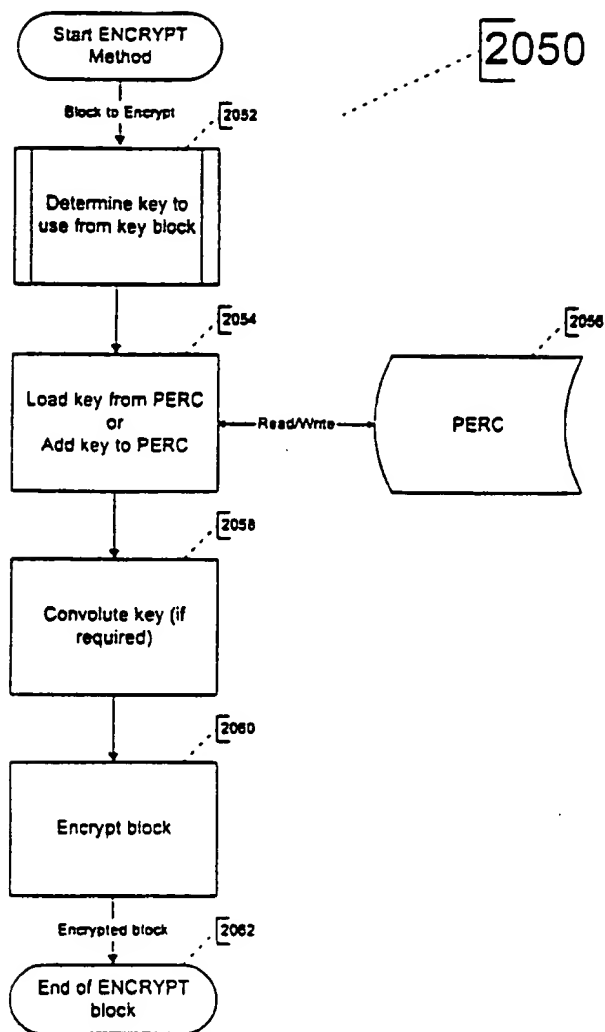 Start ENCRYPT
Method
2050
Block to Encrypt
2052
Determine key to
use from key block
2054
2056
Load key from PERC
or
Add key to PERC
Read/Write
PERC
2058
Convolute key (if
required)
2060
Encrypt block
Encrypted block
2062
End of ENCRYPT
block